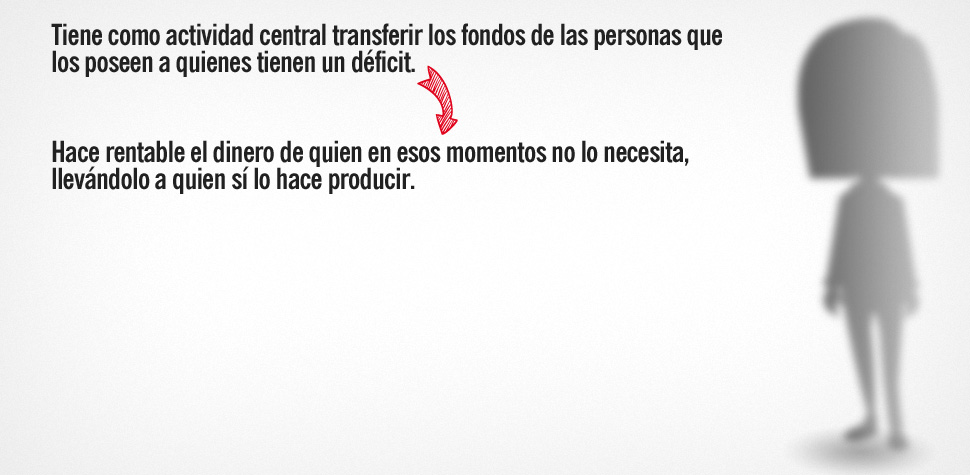 Tiene como actividad central transferir los fondos de las personas que
los poseen a quienes tienen un déficit.
Hace rentable el dinero de quien en esos momentos no lo necesita,
llevándolo a quien sí lo hace producir.